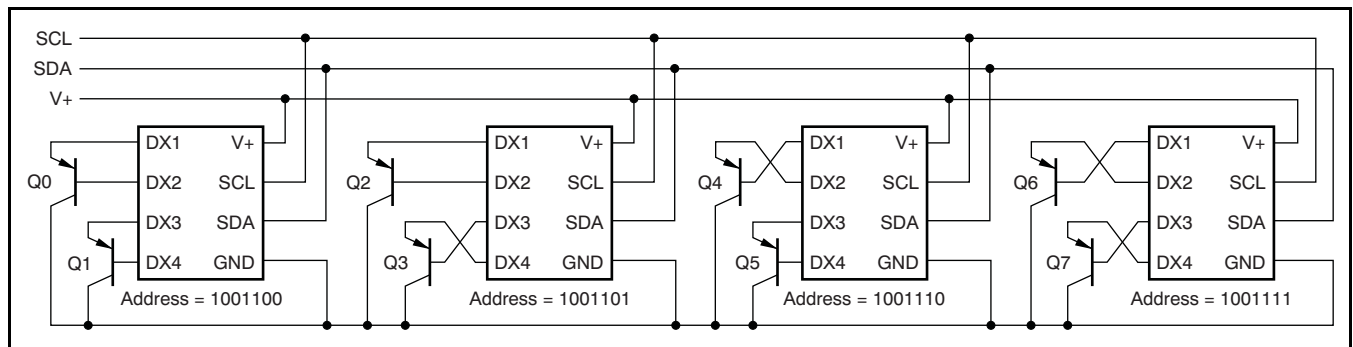 SCL
SDA
V+
DX1 V+
Q0 DX2 SCL
DX3 SDA
Q1 DX4 GND
Address = 1001100
DX1 V+
Q2 DX2 SCL
DX3 SDA
Q3 DX4 GND
Address = 1001101
DX1 V+
Q4 DX2 SCL
DX3 SDA
Q5 DX4 GND
Address = 1001110
DX1 V+
Q6 DX2 SCL
DX3 SDA
Q7 DX4 GND
Address = 1001111